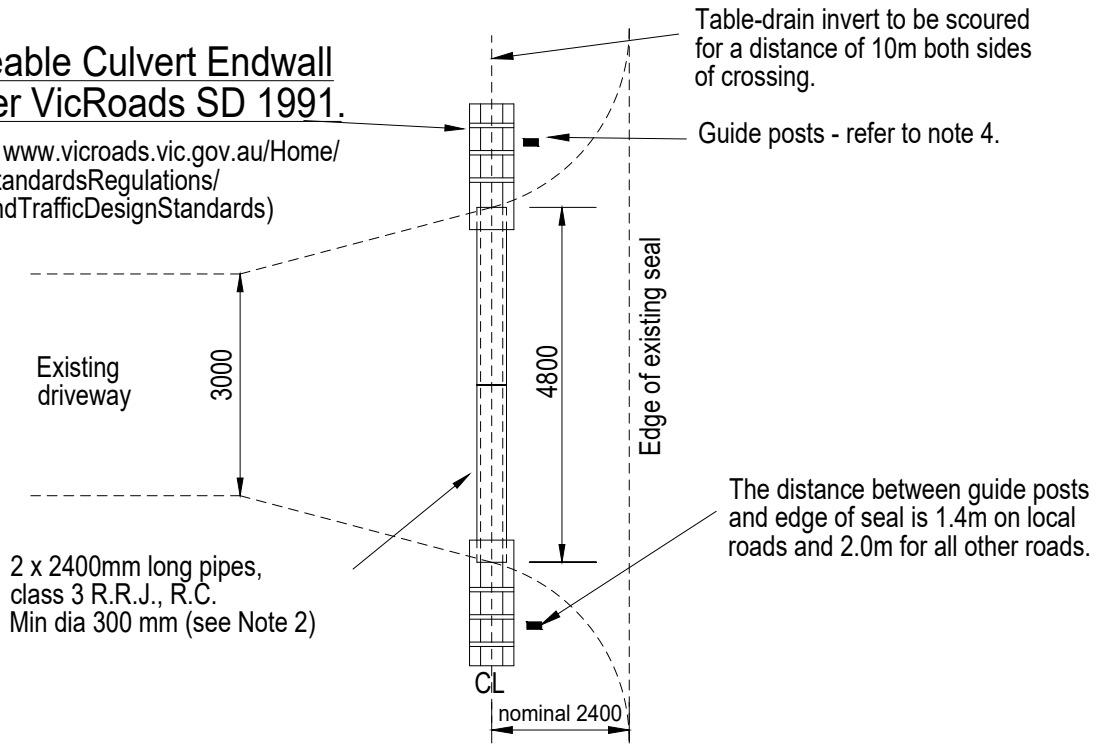 Table-drain invert to be scoured
for a distance of 10m both sides
of crossing.
eable Culvert Endwall
er VicRoads SD 1991.
www.vicroads.vic.gov.au/Home/
tandardsRegulations/
ndTrafficDesignStandards)
Guide posts - refer to note 4.
Existing
driveway
3000
4800
Edge of existing seal
The distance between guide posts
and edge of seal is 1.4m on local
roads and 2.0m for all other roads.
2 x 2400mm long pipes,
class 3 R.R.J., R.C.
Min dia 300 mm (see Note 2)
CL
nominal 2400